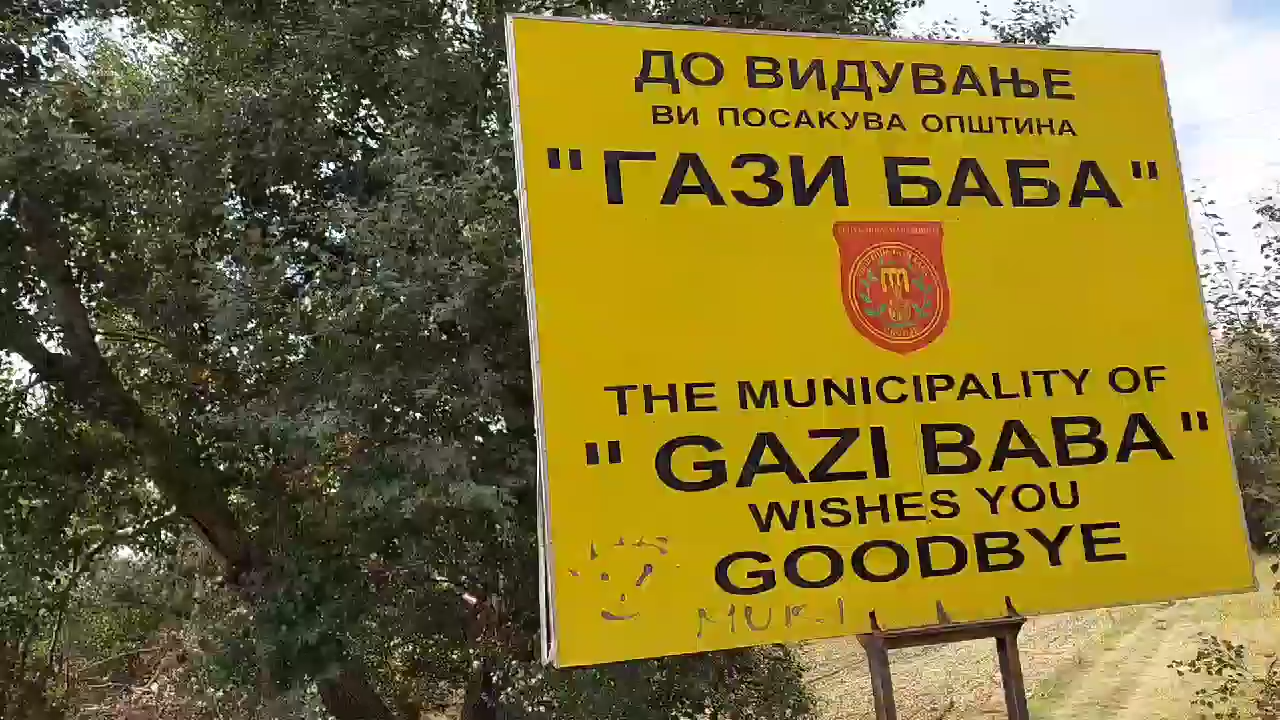 ДО ВИДУВАЊЕ
ВИ ПОСАКУВА ОПШТИНА
"ГАЗИ БАБА"
THE MUNICIPALITY OF
"GAZI BABA"
WISHES YOU
GOODBYE